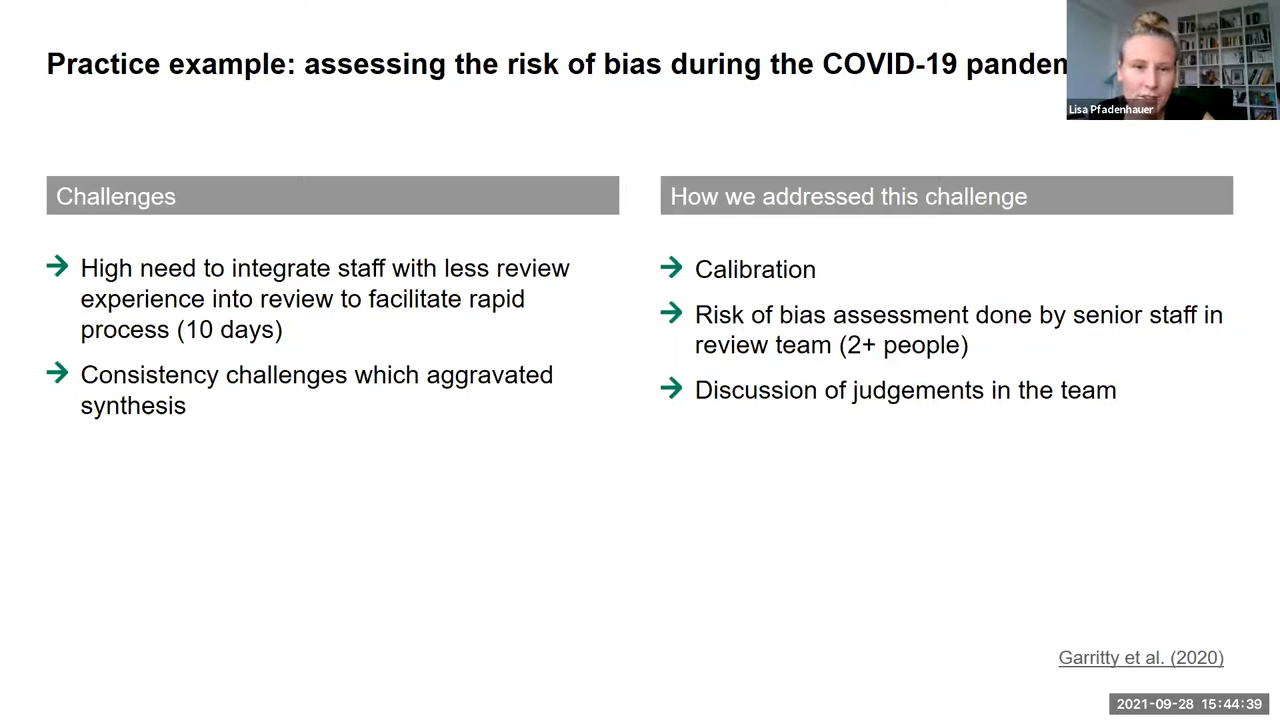 Practice example: assessing the risk of bias during the COVID-19 pandem
Lisa Pfadenhauer
Challenges
→ High need to integrate staff with less review
experience into review to facilitate rapid
process (10 days)
→ Consistency challenges which aggravated
synthesis
How we addressed this challenge
→ Calibration
→ Risk of bias assessment done by senior staff in
review team (2+ people)
→ Discussion of judgements in the team
Garritty et al. (2020)
2021-09-28 15:44:39